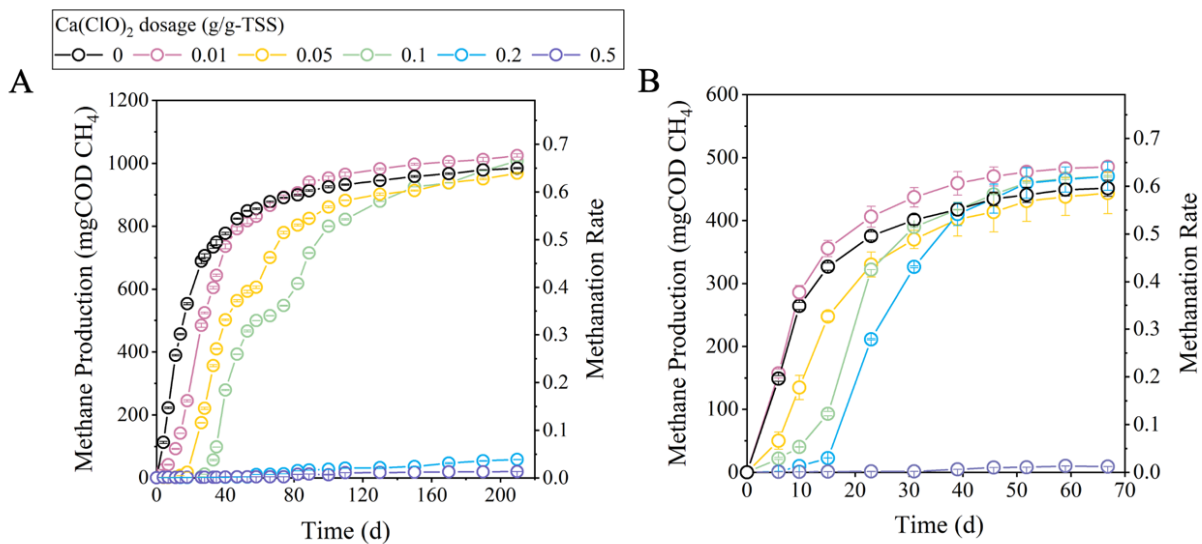 Ca(ClO)₂ dosage (g/g-TSS)
0 0.01 0.05 0.1 0.2 0.5
A
Methane Production (mgCOD CH₄)
1200
1000
800
600
400
200
0
0 40 80 120 160 200
Time (d)
0.7
0.6
0.5
0.4
0.3
0.2
0.1
0.0
Methanation Rate
B
Methane Production (mgCOD CH₄)
600
500
400
300
200
100
0
0 10 20 30 40 50 60 70
Time (d)
0.7
0.6
0.5
0.4
0.3
0.2
0.1
0.0
Methanation Rate